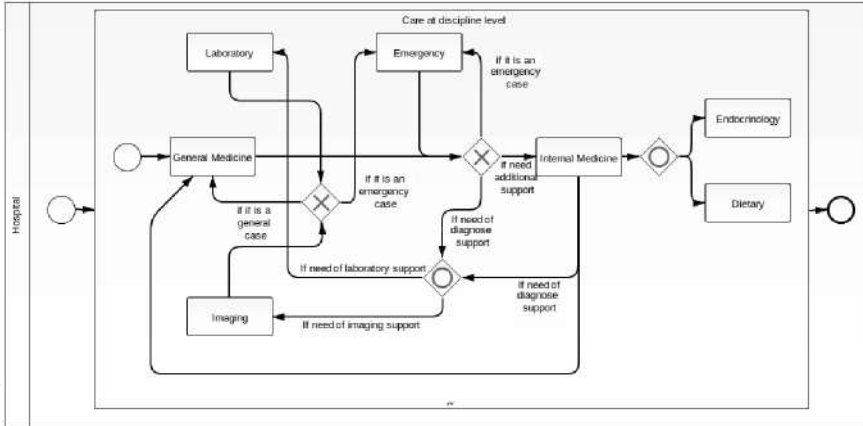 Care at discipline level
Laboratory
Emergency
if it is an
emergency
case
Endocrinology
General Medicine
Internal Medicine
If need
additional
support
if it is an
emergency
case
if it is a
general
case
Dietary
Hospital
If need of
diagnose
support
If need of laboratory support
If need of
diagnose
support
Imaging
If need of imaging support